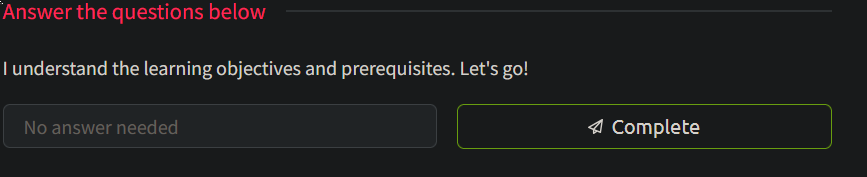 Answer the questions below
I understand the learning objectives and prerequisites. Let's go!
No answer needed
Complete